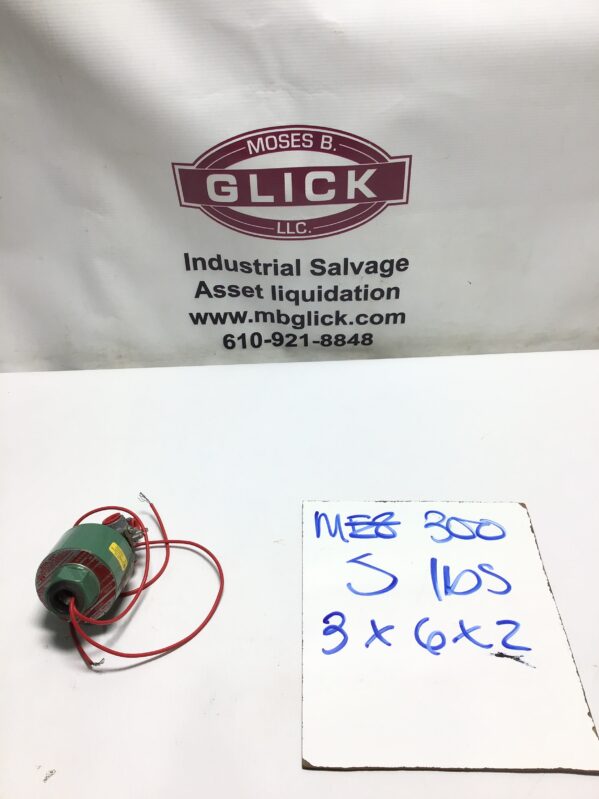 MOSES B.
GLICK
LLC.
Industrial Salvage
Asset liquidation
www.mbglick.com
610-921-8848
300
5 lbs
3 x 6 x 2